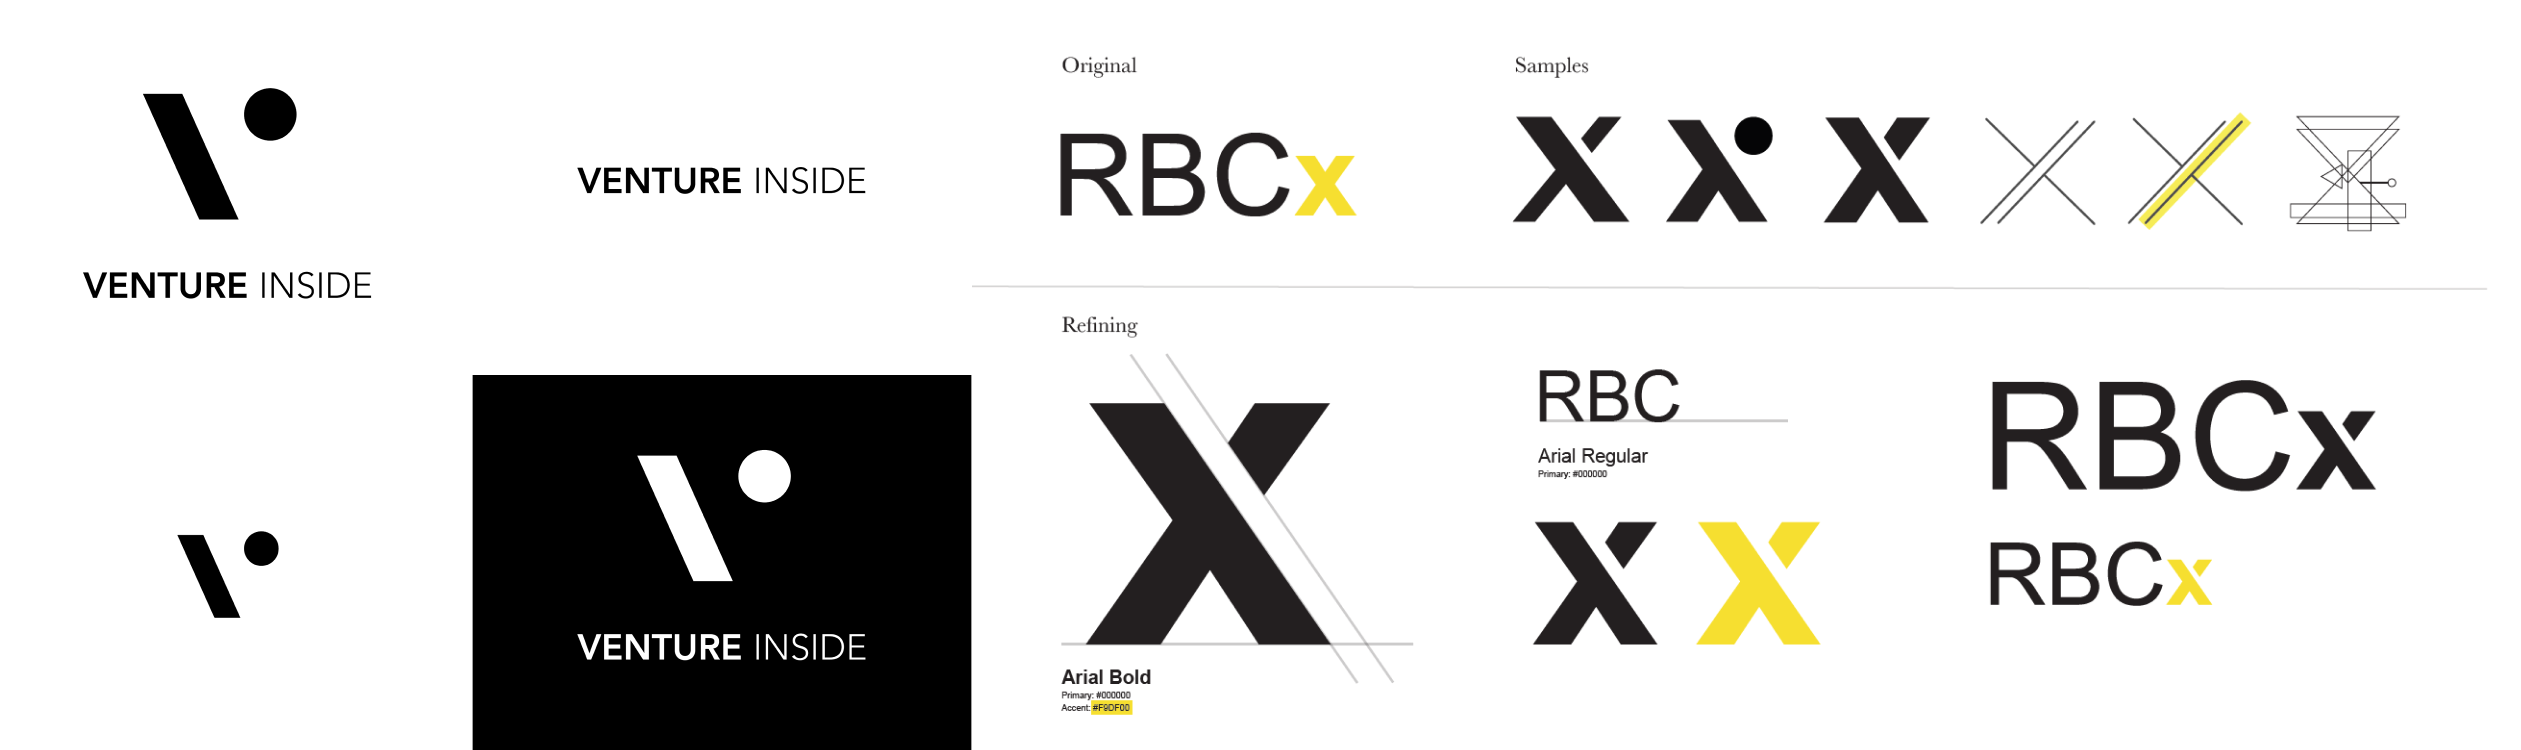 VENTURE INSIDE
VENTURE INSIDE
VENTURE INSIDE
Original
RBCx
Samples
X X X
Refining
X
Arial Bold
Primary: #000000
Accent: #F9DF00
RBC
Arial Regular
Primary: #000000
X X
RBCx
RBCx